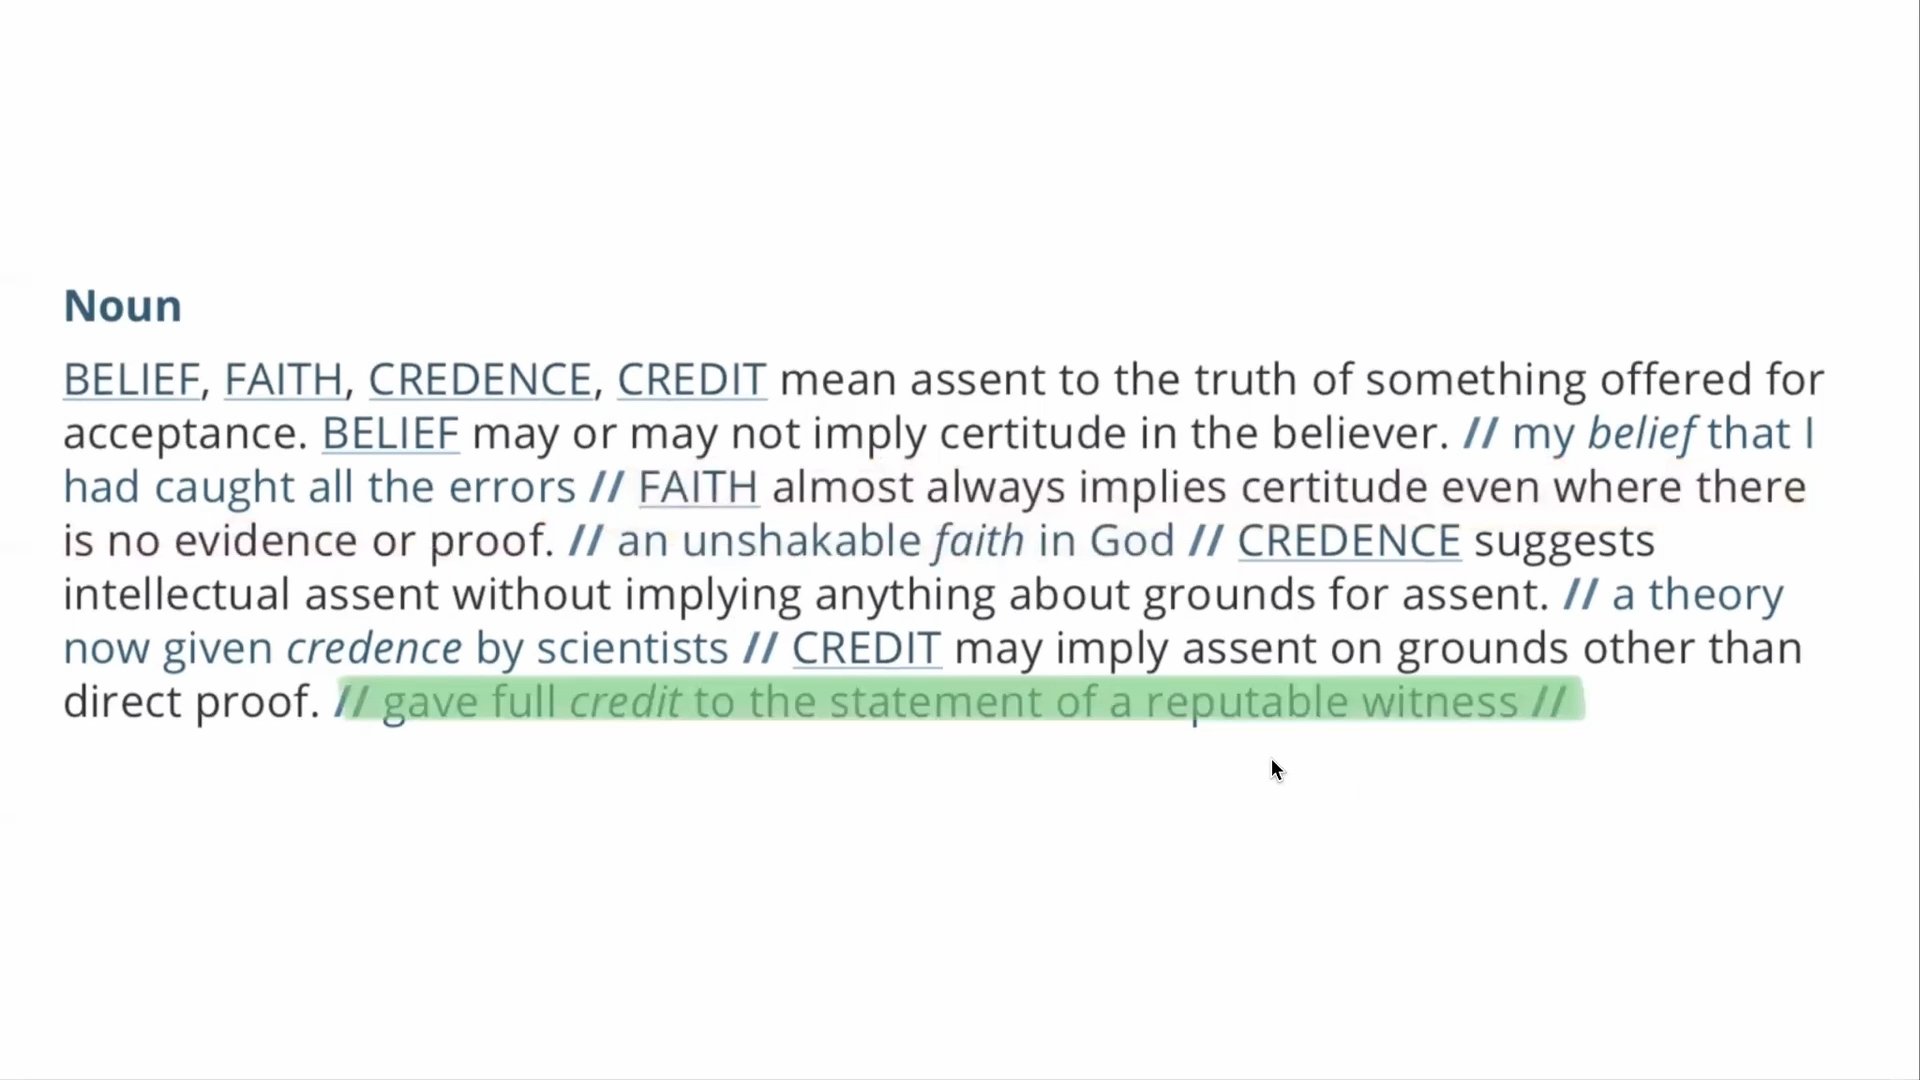 Noun
BELIEF, FAITH, CREDENCE, CREDIT mean assent to the truth of something offered for
acceptance. BELIEF may or may not imply certitude in the believer. // my belief that I
had caught all the errors // FAITH almost always implies certitude even where there
is no evidence or proof. // an unshakable faith in God // CREDENCE suggests
intellectual assent without implying anything about grounds for assent. // a theory
now given credence by scientists // CREDIT may imply assent on grounds other than
direct proof. // gave full credit to the statement of a reputable witness //